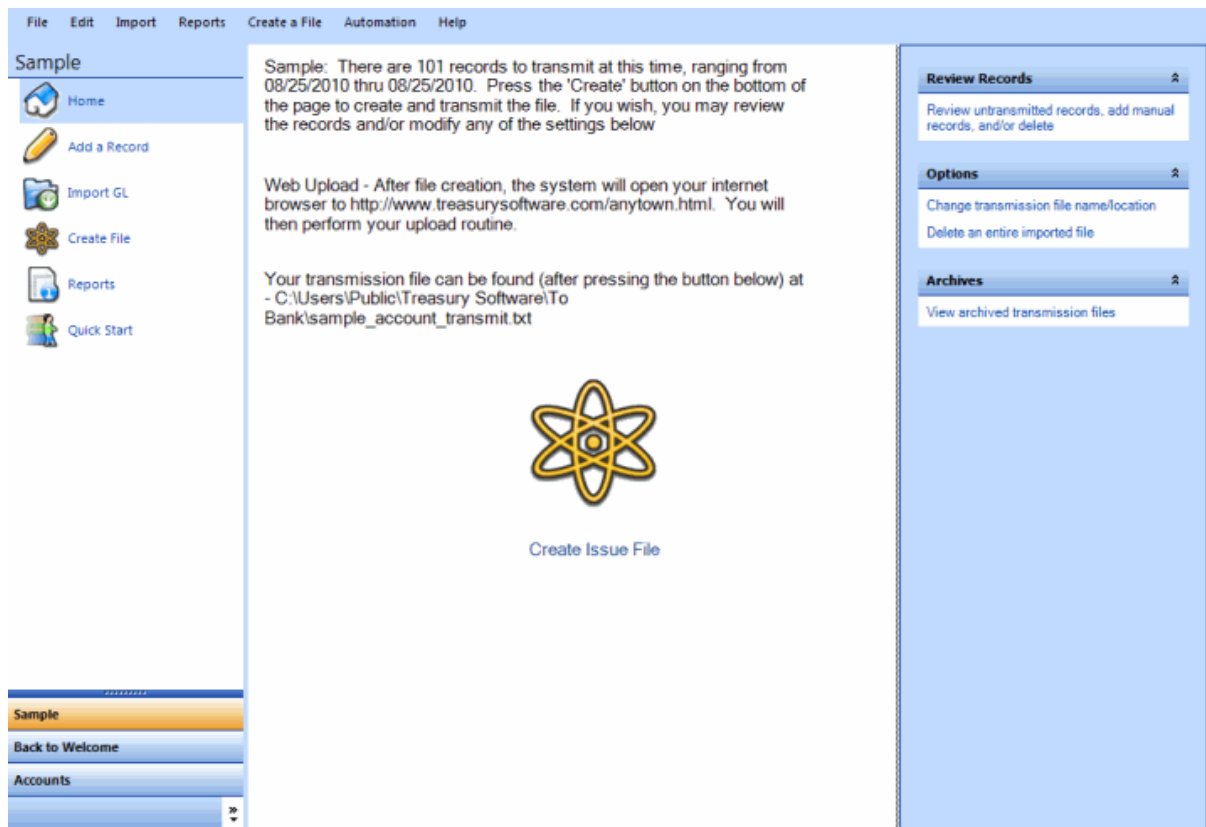 File Edit Import Reports Create a File Automation Help
Sample
Home
Add a Record
Import GL
Create File
Reports
Quick Start
Sample
Back to Welcome
Accounts
Sample: There are 101 records to transmit at this time, ranging from
08/25/2010 thru 08/25/2010. Press the 'Create' button on the bottom of
the page to create and transmit the file. If you wish, you may review
the records and/or modify any of the settings below
Web Upload - After file creation, the system will open your internet
browser to http://www.treasurysoftware.com/anytown.html. You will
then perform your upload routine.
Your transmission file can be found (after pressing the button below) at
- C:\Users\Public\Treasury Software\To
Bank\sample_account_transmit.txt
Create Issue File
Review Records
Review untransmitted records, add manual
records, and/or delete
Options
Change transmission file name/location
Delete an entire imported file
Archives
View archived transmission files